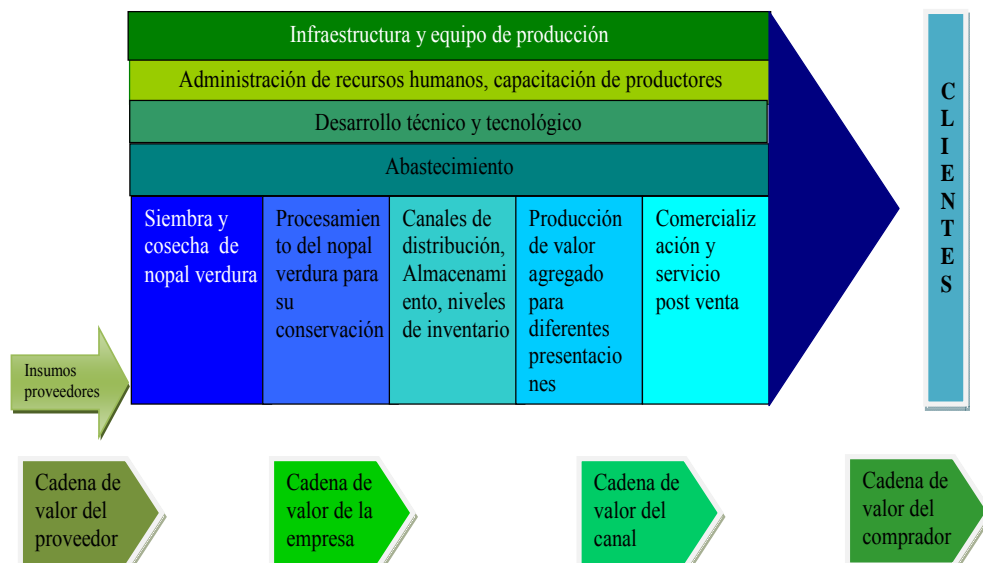 Infraestructura y equipo de producción
Administración de recursos humanos, capacitación de productores
Desarrollo técnico y tecnológico
Abastecimiento
Siembra y
cosecha de
nopal verdura
Procesamien
to del nopal
verdura para
su
conservación
Canales de
distribución,
Almacenami
ento, niveles
de inventario
Producción
de valor
agregado
para
diferentes
presentacio
nes
Comercializ
ación y
servicio
post venta
C
L
I
E
N
T
E
S
Insumos
proveedores
Cadena de
valor del
proveedor
Cadena de
valor de la
empresa
Cadena de
valor del
canal
Cadena de
valor del
comprador